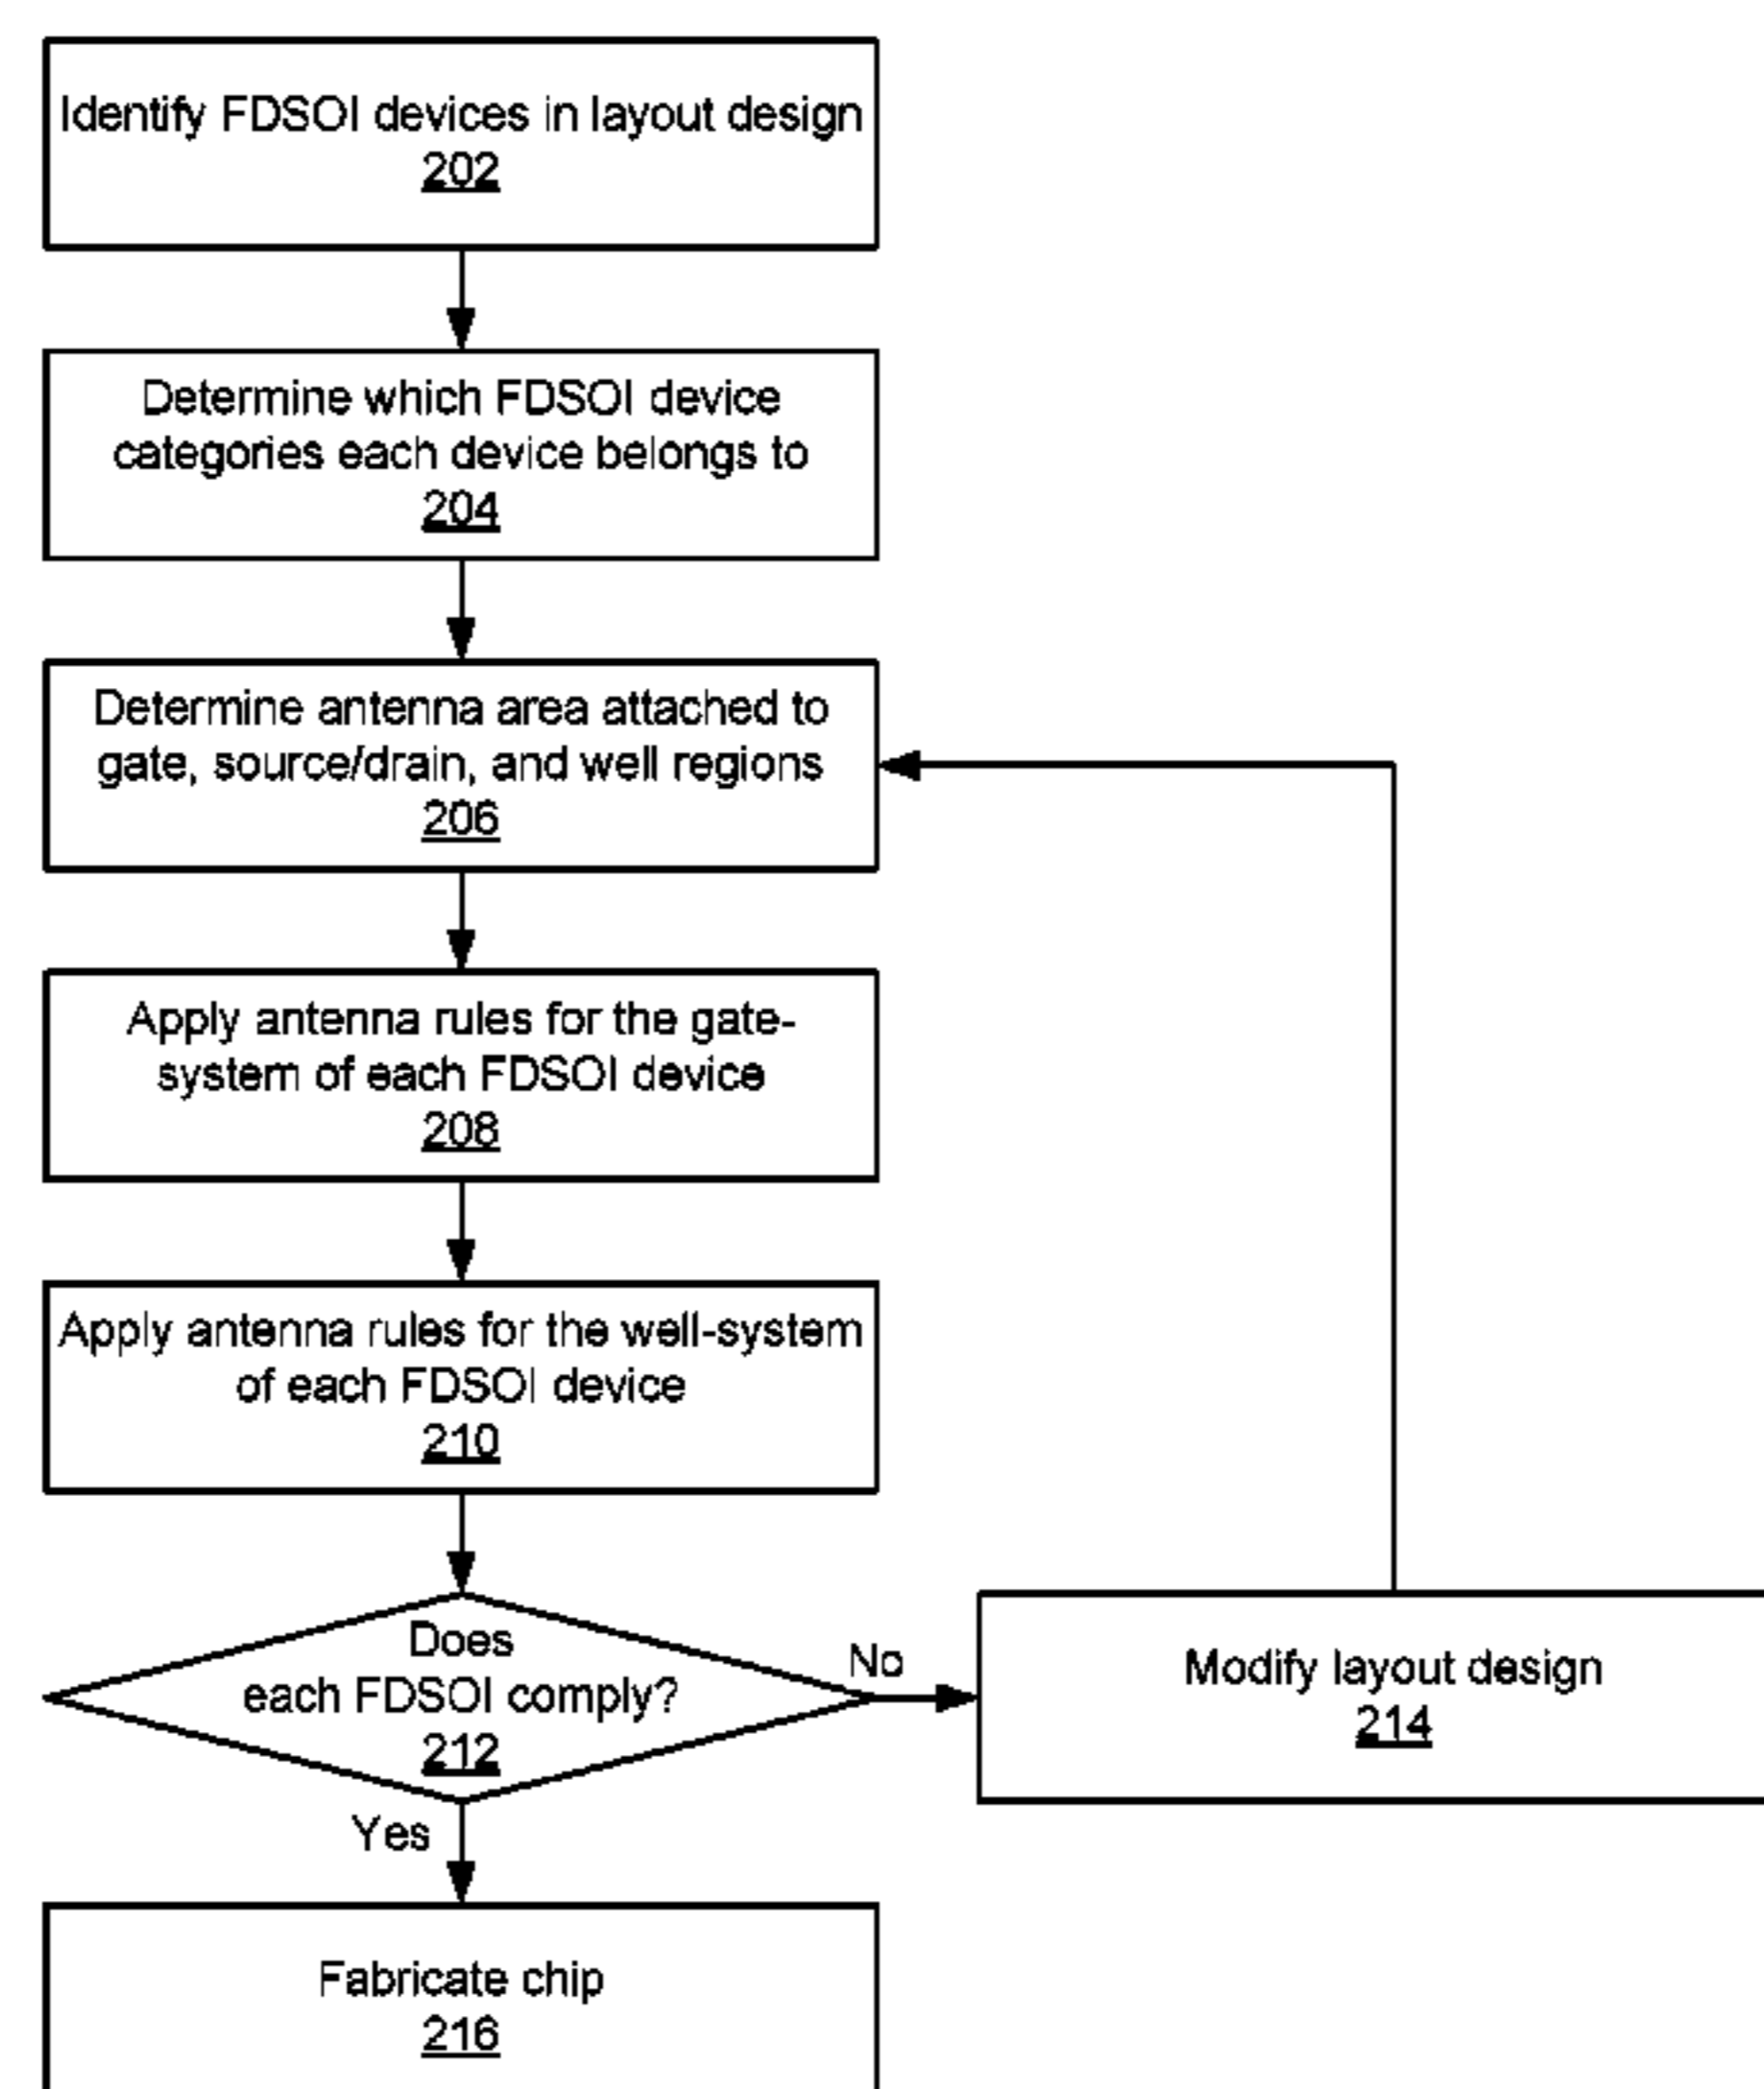 Identify FDSOI devices in layout design
202
Determine which FDSOI device
categories each device belongs to
204
Determine antenna area attached to
gate, source/drain, and well regions
206
Apply antenna rules for the gate-
system of each FDSOI device
208
Apply antenna rules for the well-system
of each FDSOI device
210
Does
each FDSOI comply?
212
No
Modify layout design
214
Yes
Fabricate chip
216